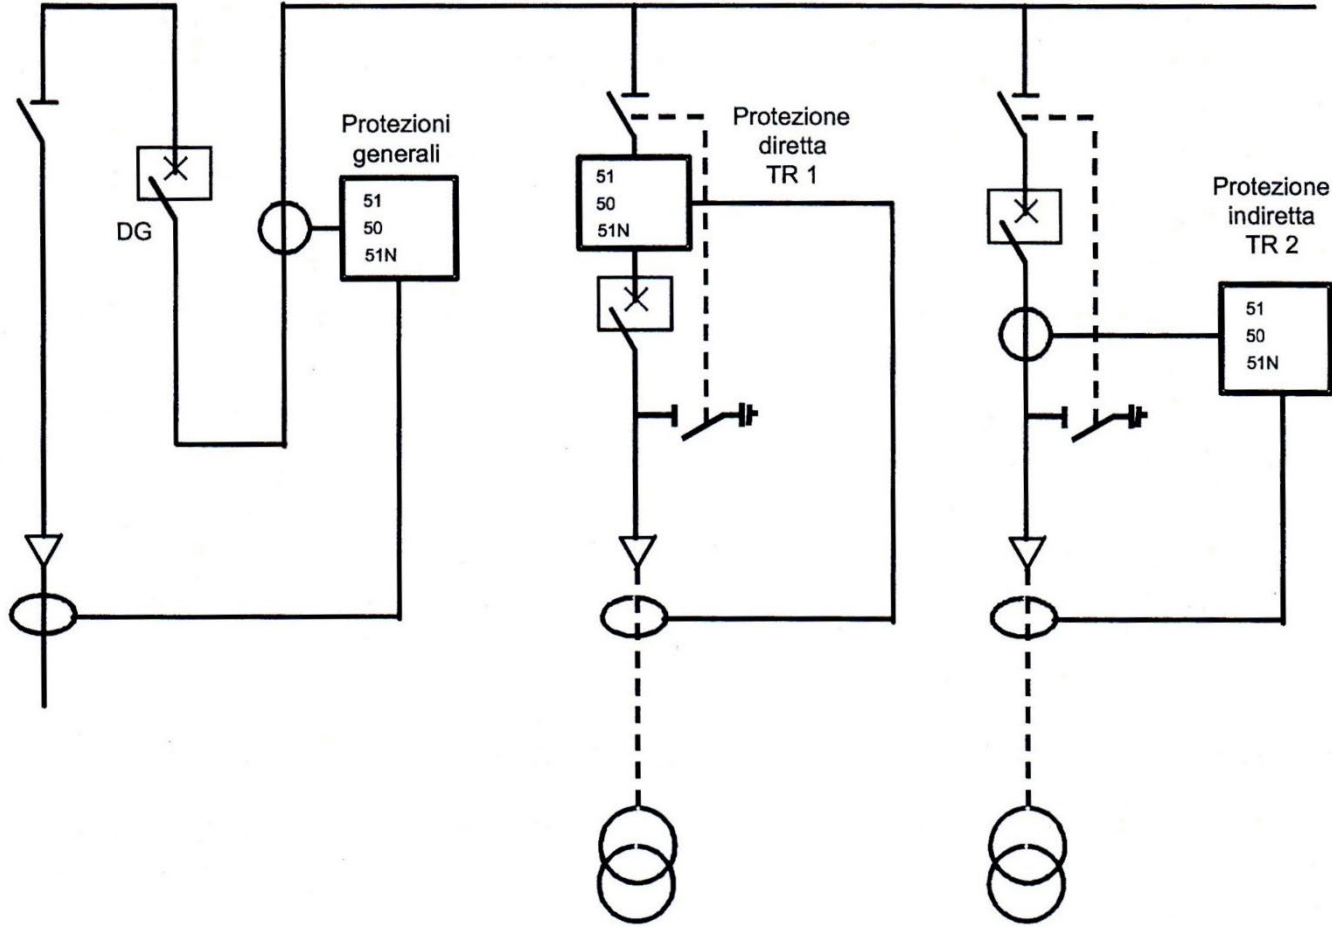 Protezioni
generali
51
50
51N
DG
Protezione
diretta
TR 1
51
50
51N
Protezione
indiretta
TR 2
51
50
51N